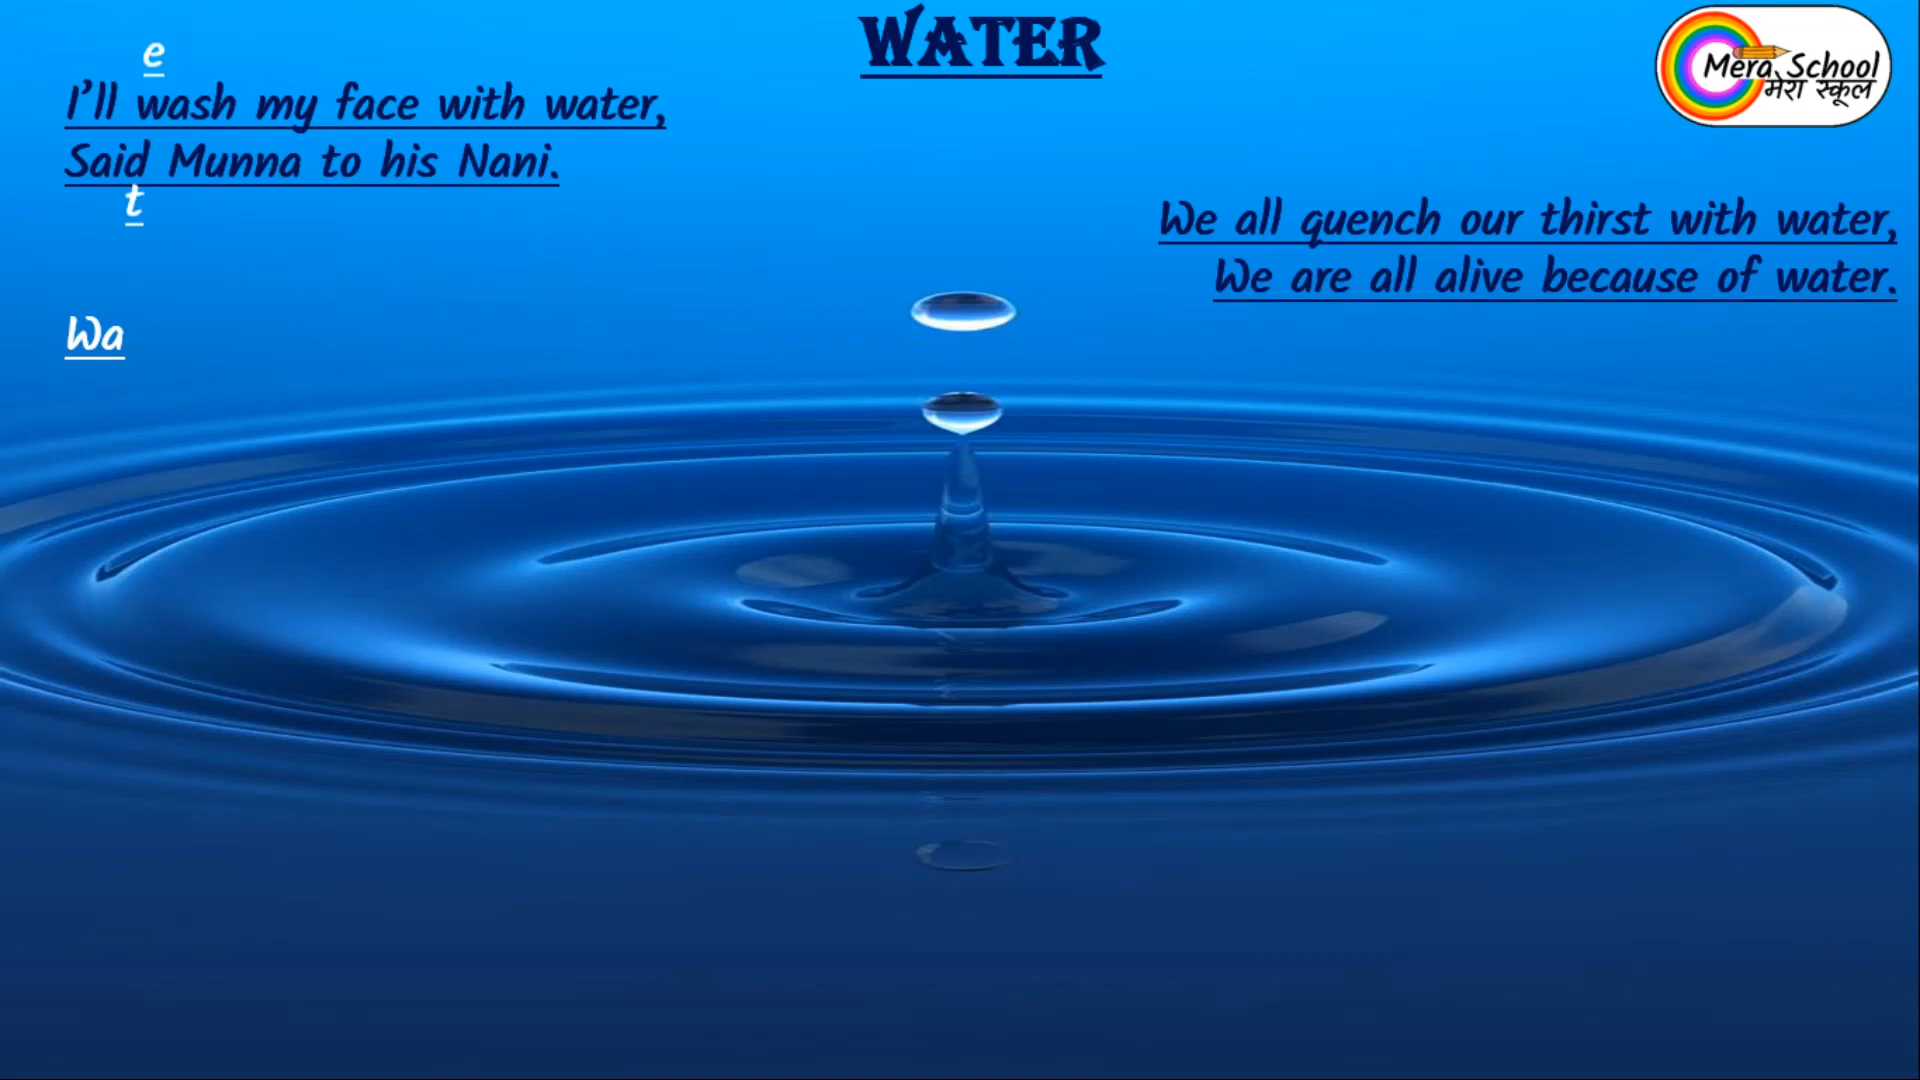 WATER
Mera School
मेरा स्कूल
e
I'll wash my face with water,
Said Munna to his Nani.
t
We all quench our thirst with water,
We are all alive because of water.
Wa